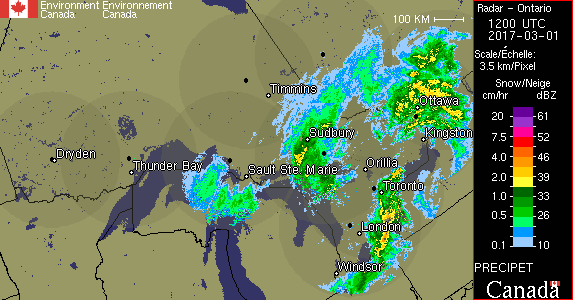 Environment Environnement
Canada Canada
100 KM
Timmins
Ottawa
Sudbury
Kingston
Dryden
Thunder Bay
Sault Ste. Marie
Orillia
Toronto
London
Windsor
Radar - Ontario
1200 UTC
2017-03-01
Scale/Échelle:
3.5 km/Pixel
Snow/Neige
cm/hr dBZ
20 61
7.5 57
5.5 52
4.0 46
2.0 39
1.0 33
0.5 26
0.1 10
PRECIPET
Canada